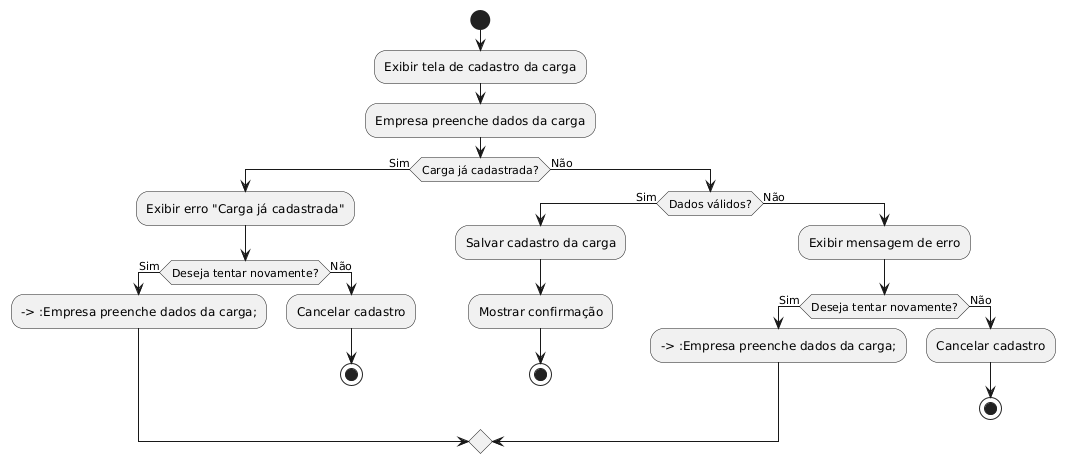 Exibir tela de cadastro da carga
Empresa preenche dados da carga
Sim
Carga já cadastrada?
Não
Exibir erro "Carga já cadastrada"
Sim
Deseja tentar novamente?
Não
-> :Empresa preenche dados da carga;
Cancelar cadastro
Sim
Dados válidos?
Não
Salvar cadastro da carga
Mostrar confirmação
Exibir mensagem de erro
Sim
Deseja tentar novamente?
Não
-> :Empresa preenche dados da carga;
Cancelar cadastro